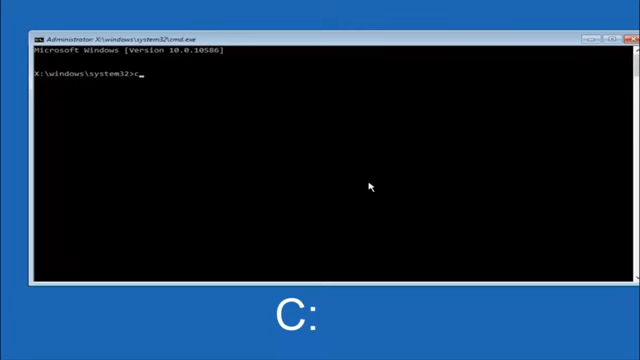 Administrator: X:\windows\system32\cmd.exe
Microsoft Windows [Version 10.0.10586]
X:\windows\system32>c_
C: